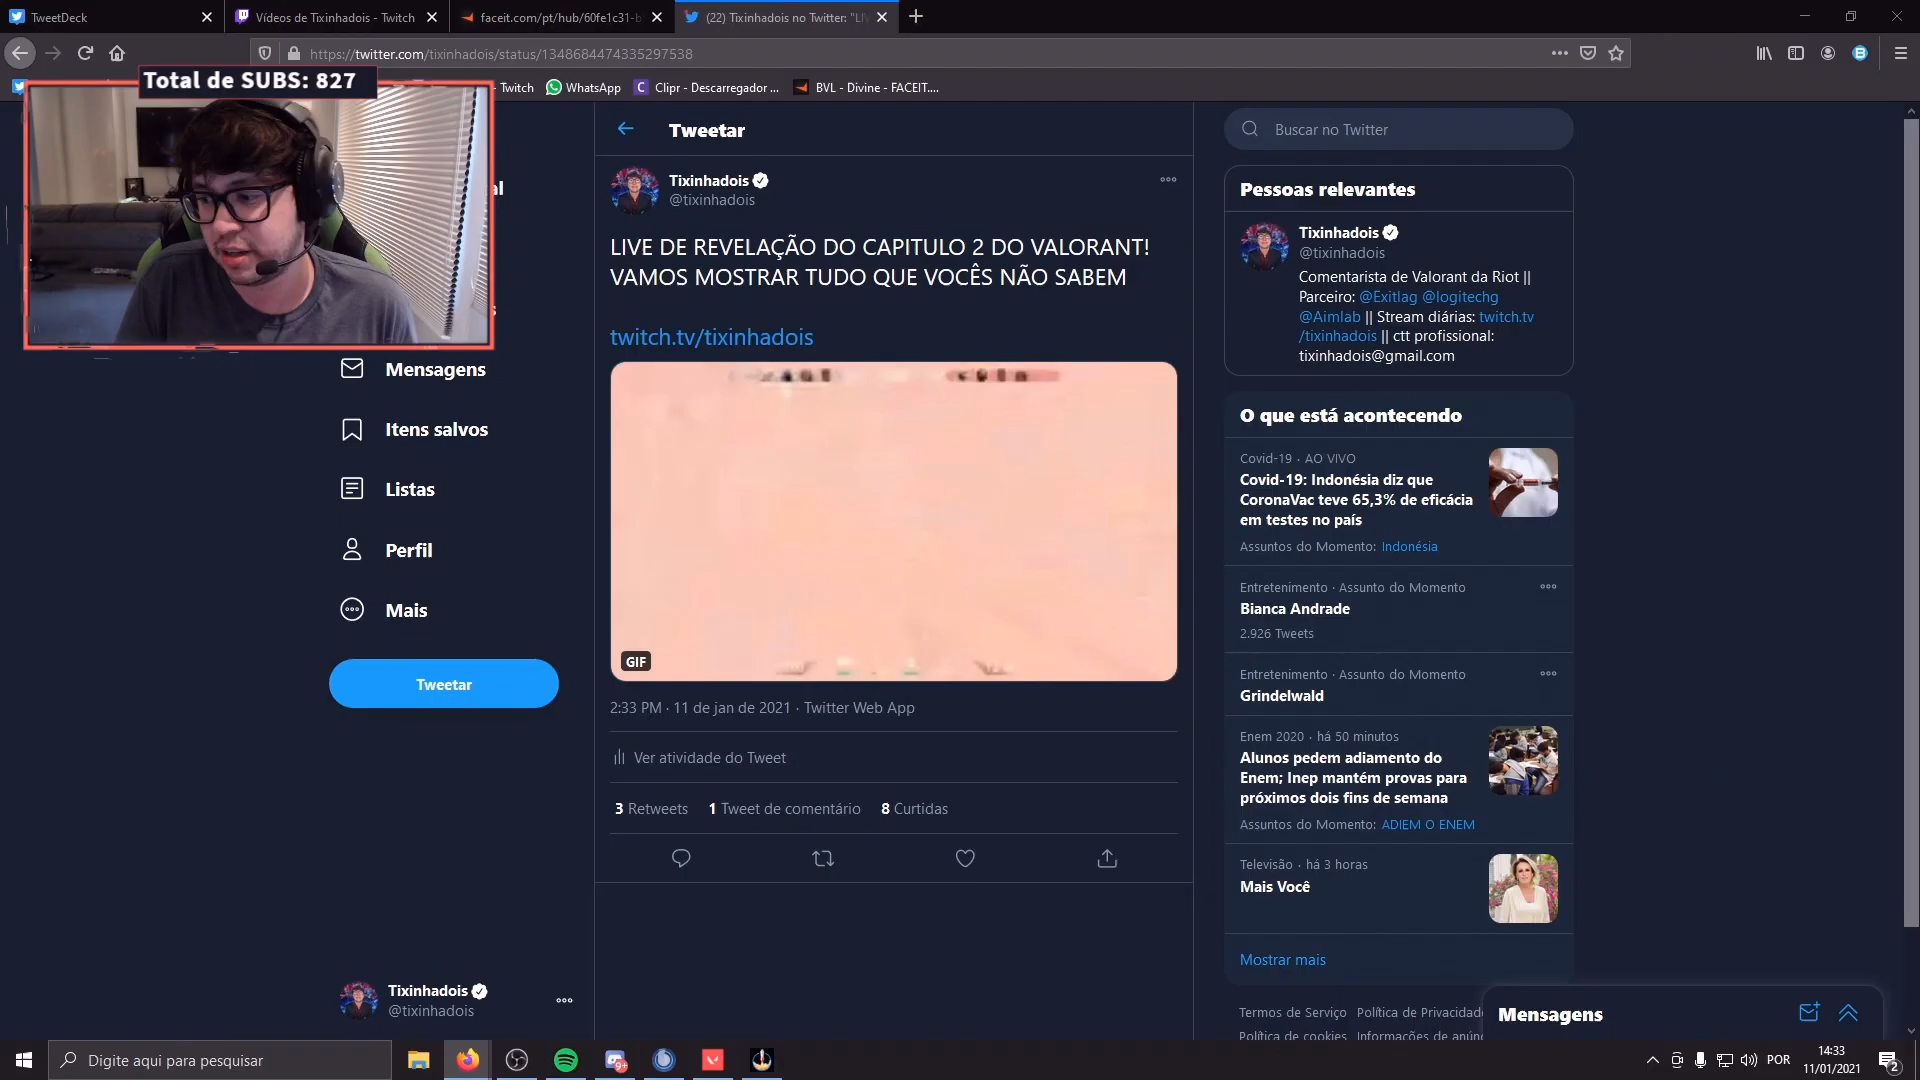 TweetDeck
Vídeos de Tixinhadois - Twitch
faceit.com/pt/hub/60fe1c31-b
(22) Tixinhadois no Twitter: "LIV
https://twitter.com/tixinhadois/status/1348684474335297538
Total de SUBS: 827
- Twitch
WhatsApp
Clipr - Descarregador ...
BVL - Divine - FACEIT....
Tweetar
Buscar no Twitter
Tixinhadois
@tixinhadois
LIVE DE REVELAÇÃO DO CAPITULO 2 DO VALORANT!
VAMOS MOSTRAR TUDO QUE VOCÊS NÃO SABEM
twitch.tv/tixinhadois
GIF
2:33 PM · 11 de jan de 2021 · Twitter Web App
Ver atividade do Tweet
3 Retweets 1 Tweet de comentário 8 Curtidas
Mensagens
Itens salvos
Listas
Perfil
Mais
Tweetar
Tixinhadois
@tixinhadois
Pessoas relevantes
Tixinhadois
@tixinhadois
Comentarista de Valorant da Riot ||
Parceiro: @Exitlag @logitechg
@Aimlab || Stream diárias: twitch.tv
/tixinhadois || ctt profissional:
tixinhadois@gmail.com
O que está acontecendo
Covid-19 · AO VIVO
Covid-19: Indonésia diz que
CoronaVac teve 65,3% de eficácia
em testes no país
Assuntos do Momento: Indonésia
Entretenimento · Assunto do Momento
Bianca Andrade
2.926 Tweets
Entretenimento · Assunto do Momento
Grindelwald
Enem 2020 · há 50 minutos
Alunos pedem adiamento do
Enem; Inep mantém provas para
próximos dois fins de semana
Assuntos do Momento: ADIEM O ENEM
Televisão · há 3 horas
Mais Você
Mostrar mais
Termos de Serviço Política de Privacidade
Política de cookies Informações de anúnc
Mensagens
Digite aqui para pesquisar
9+
POR
14:33
11/01/2021
2